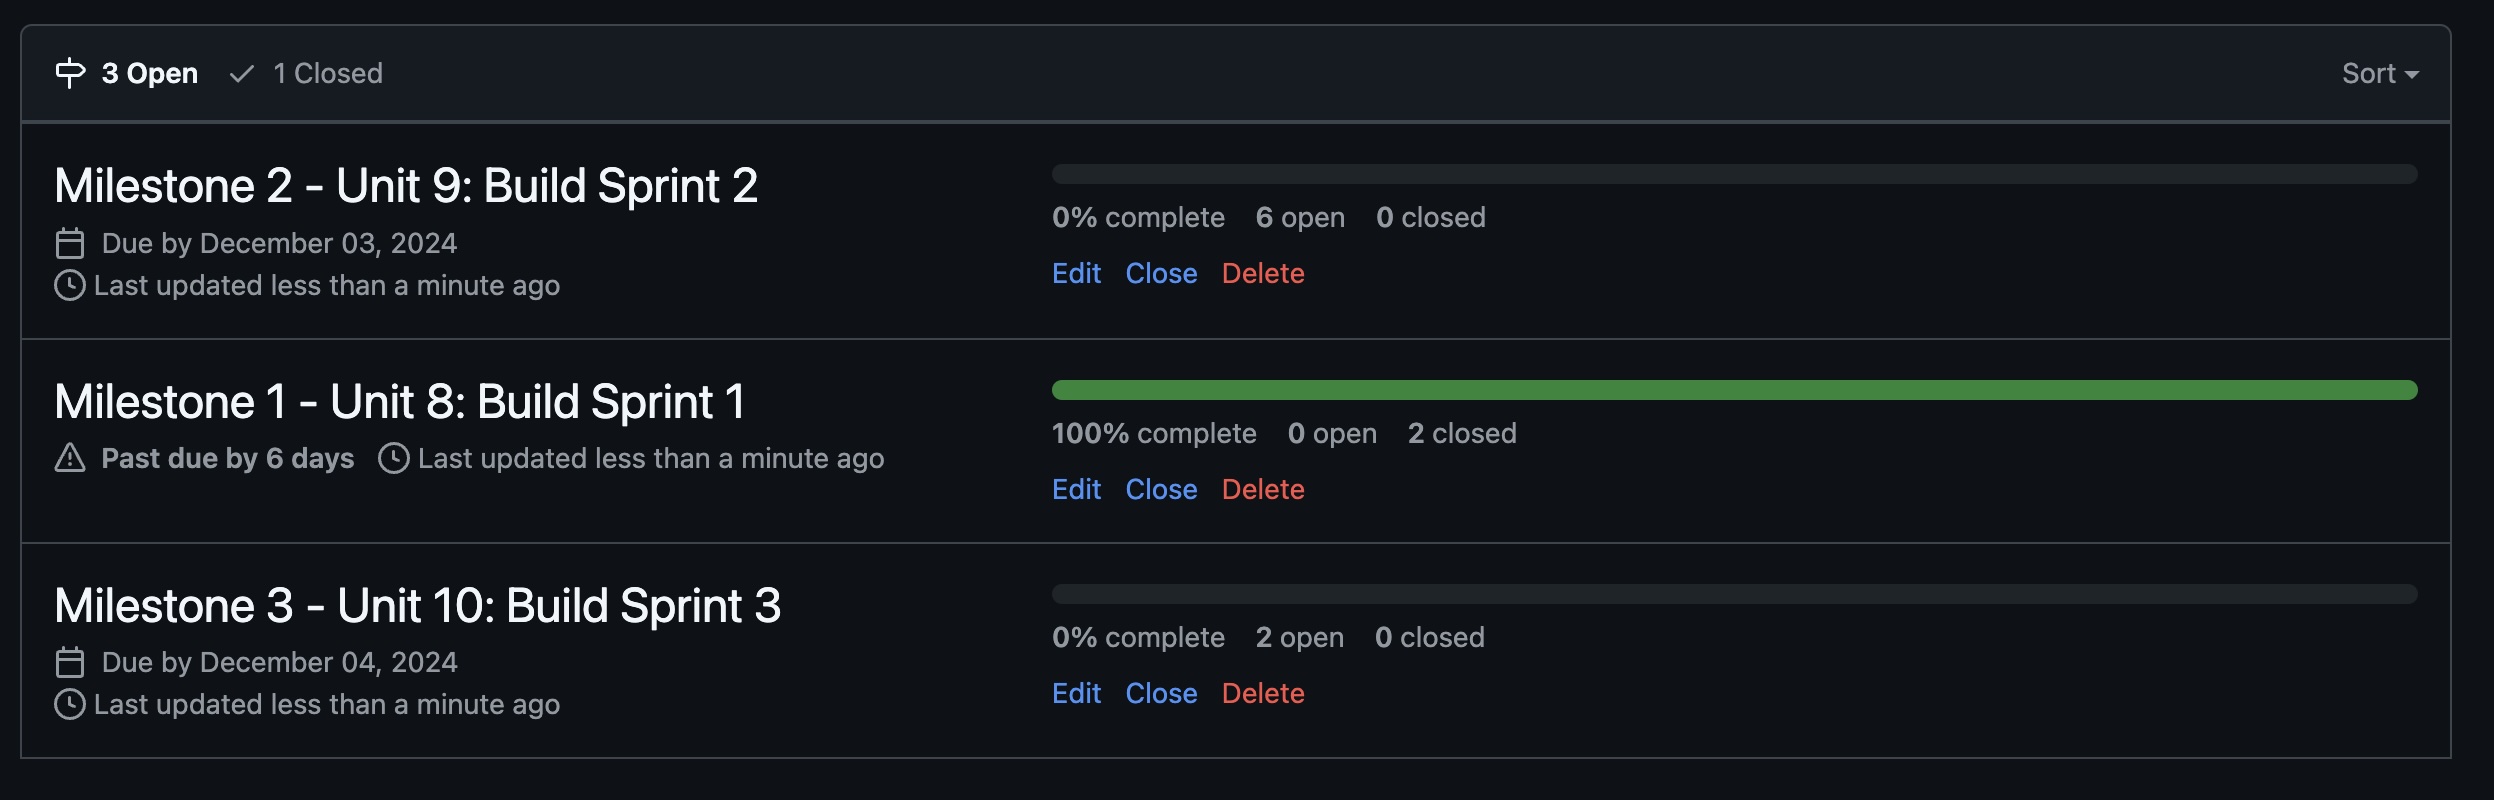 3 Open 1 Closed Sort
Milestone 2 - Unit 9: Build Sprint 2
Due by December 03, 2024
Last updated less than a minute ago
0% complete 6 open 0 closed
Edit Close Delete
Milestone 1 - Unit 8: Build Sprint 1
Past due by 6 days Last updated less than a minute ago
100% complete 0 open 2 closed
Edit Close Delete
Milestone 3 - Unit 10: Build Sprint 3
Due by December 04, 2024
Last updated less than a minute ago
0% complete 2 open 0 closed
Edit Close Delete